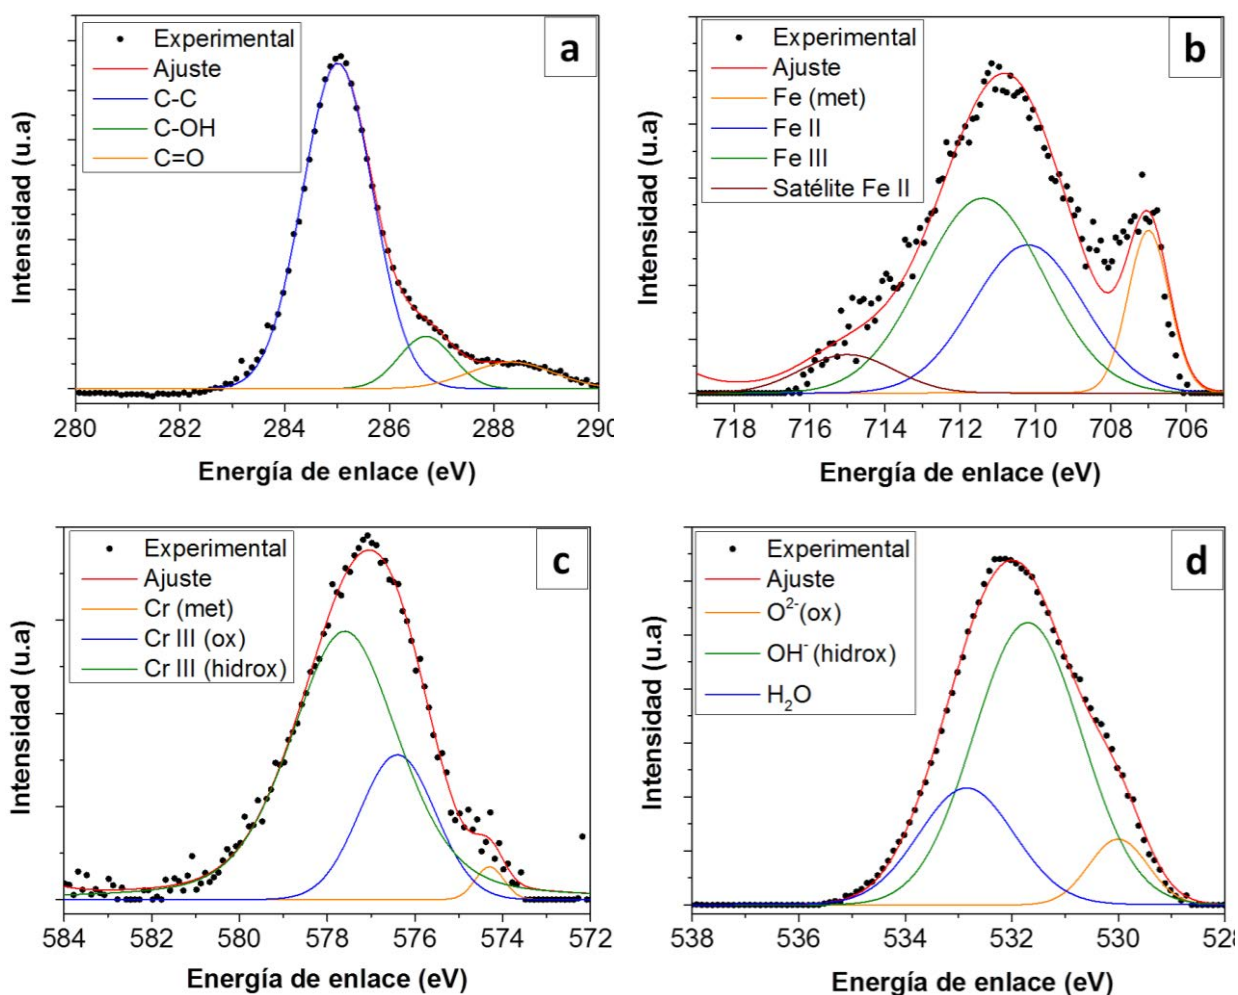 Experimental
Ajuste
C-C
C-OH
C=O
a
Intensidad (u.a)
280 282 284 286 288 290
Energía de enlace (eV)
Experimental
Ajuste
Fe (met)
Fe II
Fe III
Satélite Fe II
b
Intensidad (u.a)
718 716 714 712 710 708 706
Energía de enlace (eV)
Experimental
Ajuste
Cr (met)
Cr III (ox)
Cr III (hidrox)
c
Intensidad (u.a)
584 582 580 578 576 574 572
Energía de enlace (eV)
Experimental
Ajuste
O²⁻(ox)
OH⁻ (hidrox)
H₂O
d
Intensidad (u.a)
538 536 534 532 530 528
Energía de enlace (eV)